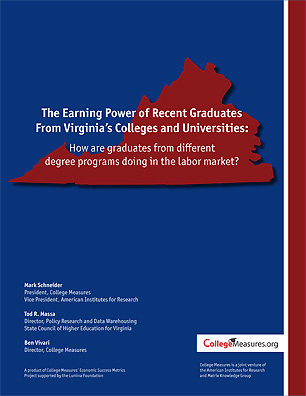 The Earning Power of Recent Graduates
From Virginia's Colleges and Universities:
How are graduates from different
degree programs doing in the labor market?
Mark Schneider
President, College Measures
Vice President, American Institutes for Research
Tod R. Massa
Director, Policy Research and Data Warehousing
State Council of Higher Education for Virginia
Ben Vivari
Director, College Measures
A product of College Measures' Economic Success Metrics
Project supported by the Lumina Foundation
CollegeMeasures.org
College Measures is a joint venture of
the American Institutes for Research
and Matrix Knowledge Group